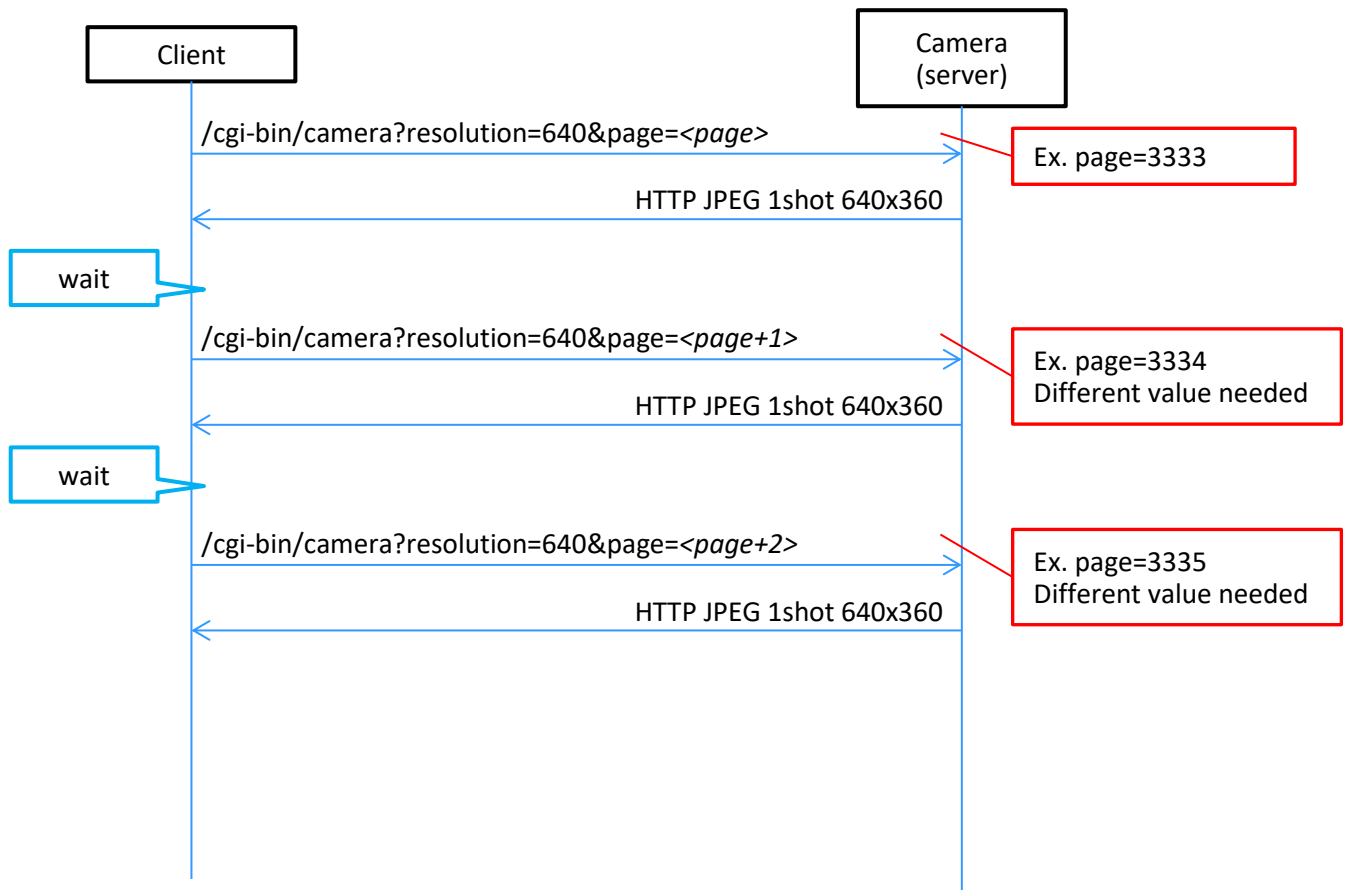 Client
Camera
(server)
/cgi-bin/camera?resolution=640&page=<page>
Ex. page=3333
HTTP JPEG 1shot 640x360
wait
/cgi-bin/camera?resolution=640&page=<page+1>
Ex. page=3334
Different value needed
HTTP JPEG 1shot 640x360
wait
/cgi-bin/camera?resolution=640&page=<page+2>
Ex. page=3335
Different value needed
HTTP JPEG 1shot 640x360